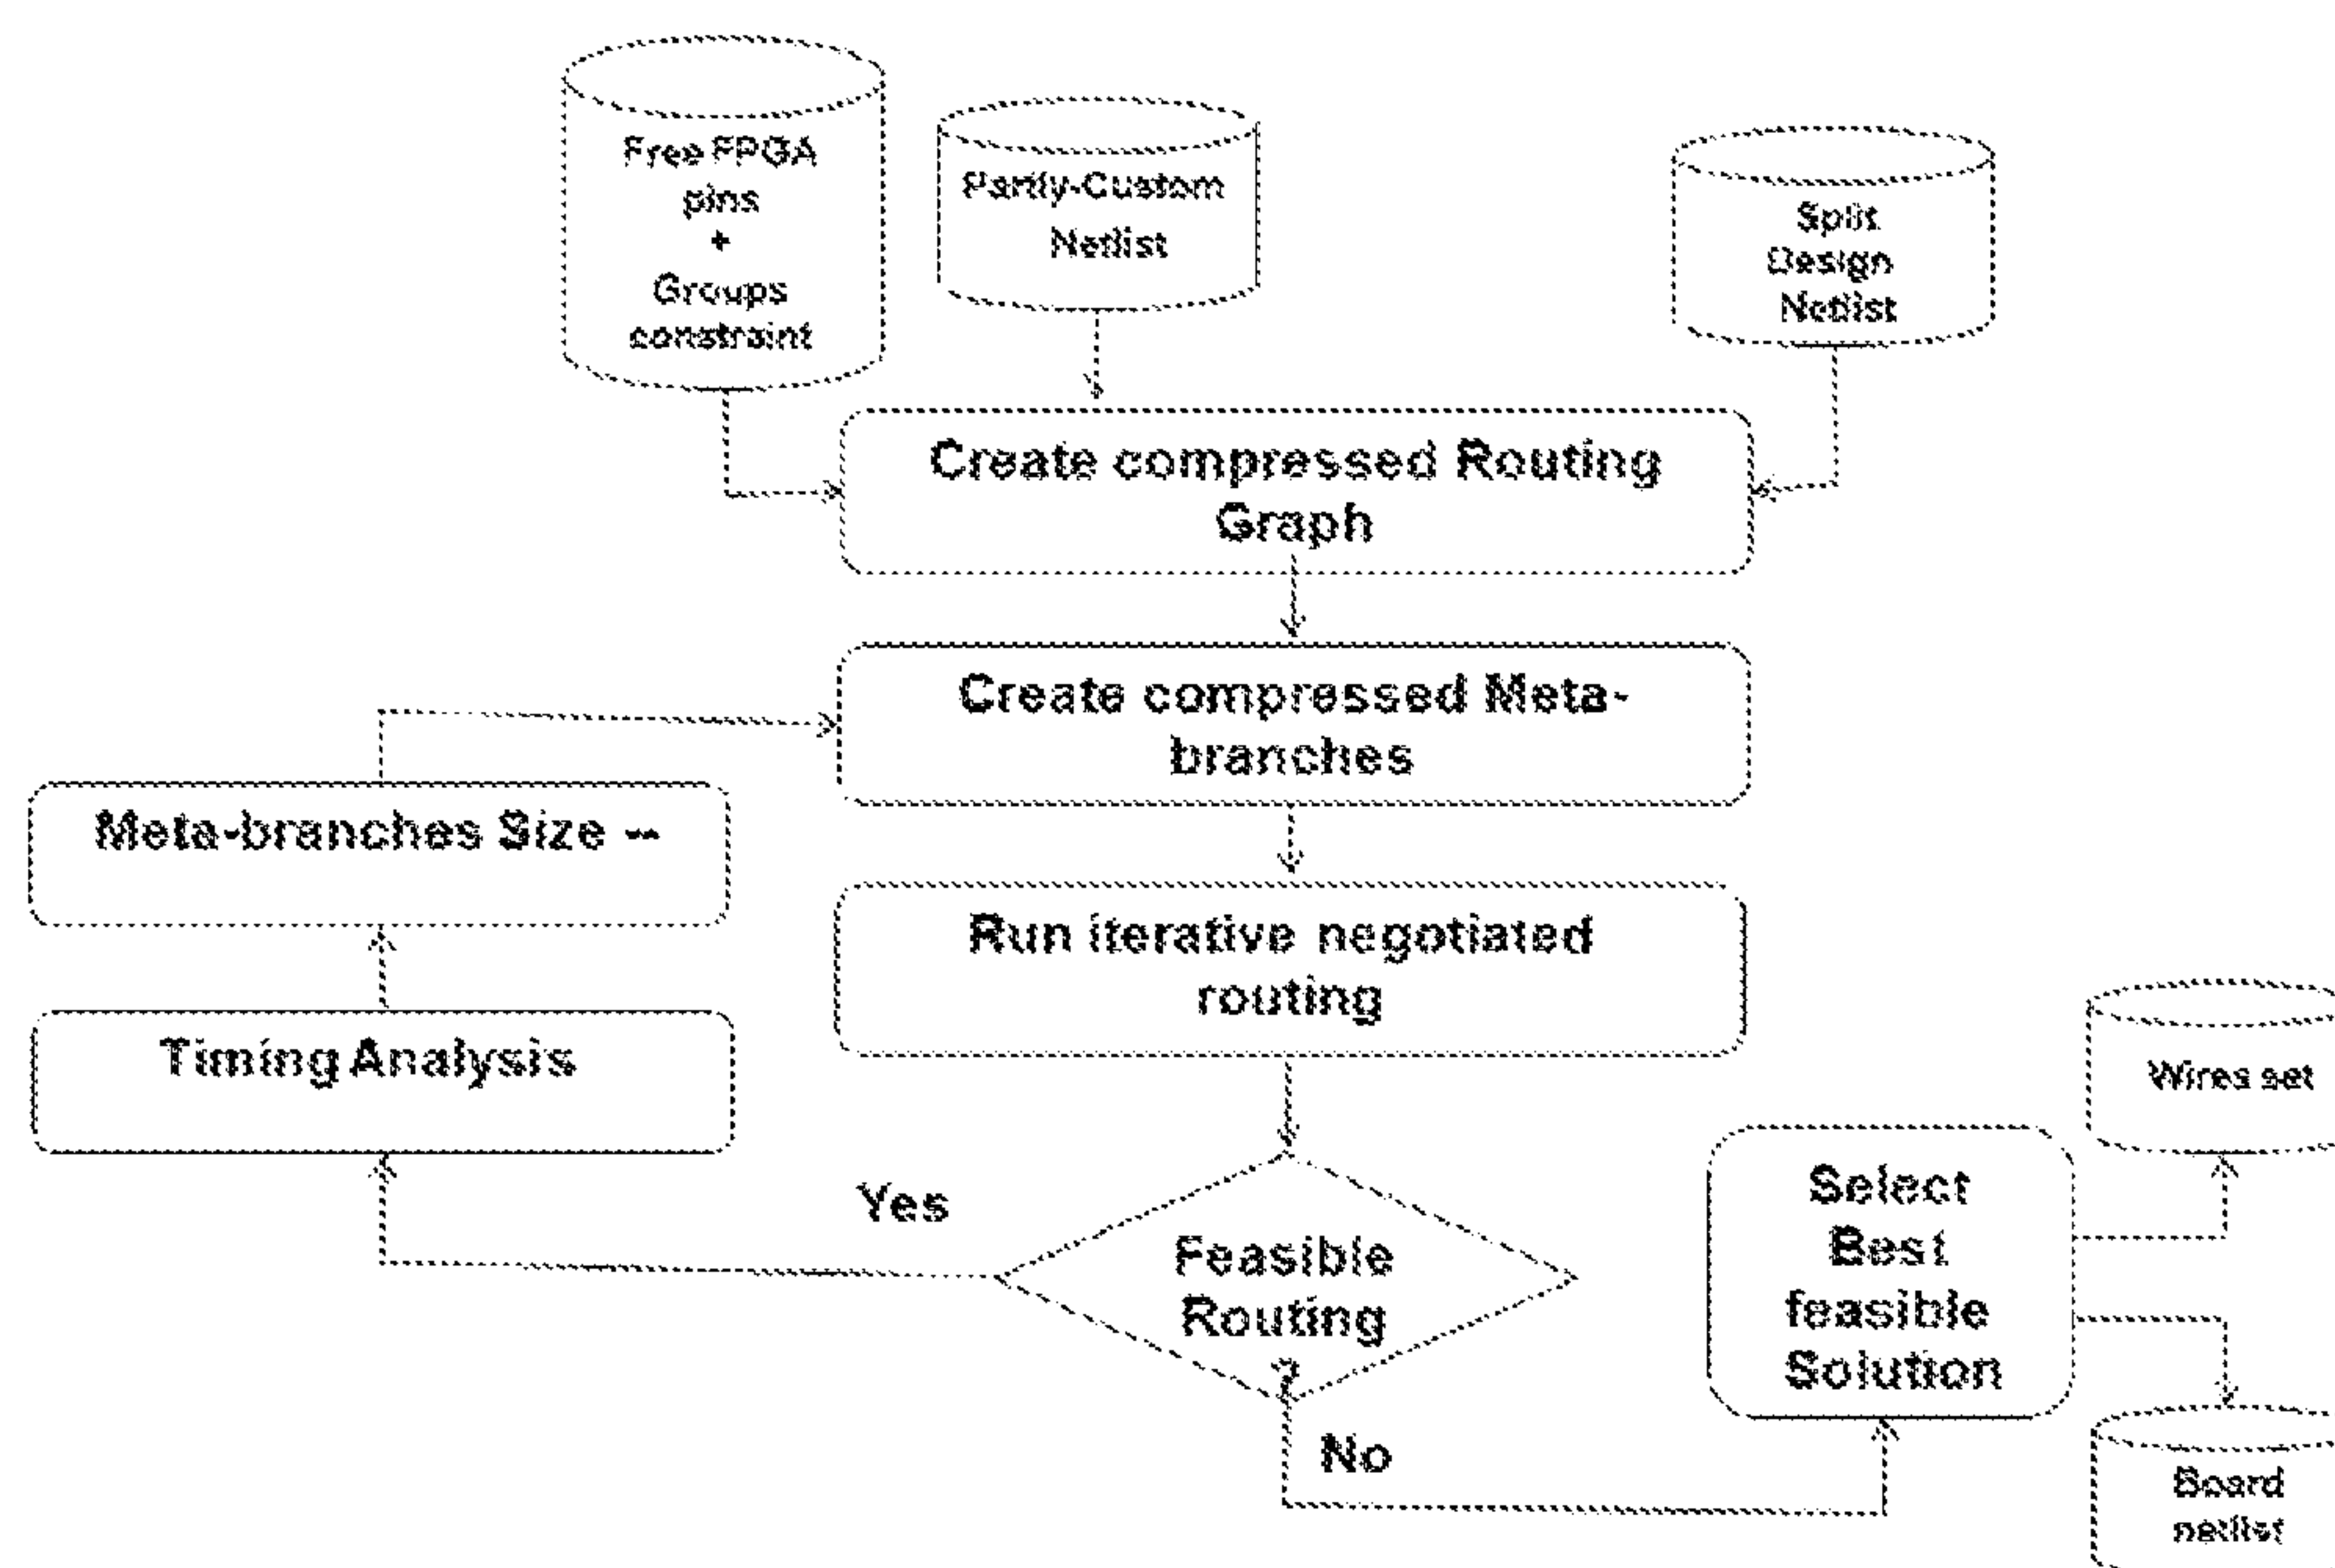 Free FPGA
pins
+
Groups
constraint
Partly-Custom
Netlist
Split
Design
Netlist
Create compressed Routing
Graph
Create compressed Meta-
branches
Meta-branches Size --
Run iterative negotiated
routing
Timing Analysis
Wires set
Yes
Feasible
Routing
?
Select
Best
feasible
Solution
No
Board
netlist